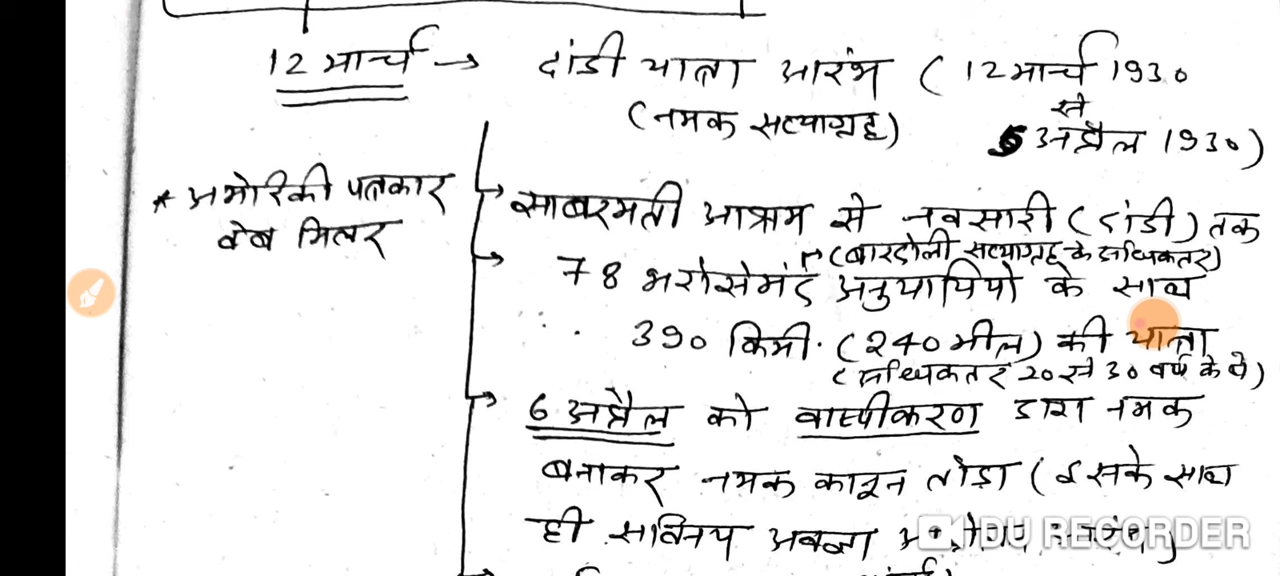 12 मार्च → दांडी यात्रा आरंभ ( 12 मार्च 1930
(नमक सत्याग्रह) से
5 अप्रैल 1930)
* अमेरिकी पत्रकार
वेब मिलर
→ साबरमती आश्रम से नवसारी (दांडी) तक
(बारडोली सत्याग्रह के अधिकतर)
→ 78 भरोसेमंद अनुयायियो के साथ
390 किमी. (240 मील) की यात्रा
(अधिकतर 20 से 30 वर्ष के थे)
→ 6 अप्रैल को वाष्पीकरण द्वारा नमक
बनाकर नमक कानून तोड़ा (इसके साथ
ही सविनय अवज्ञा
DU RECORDER